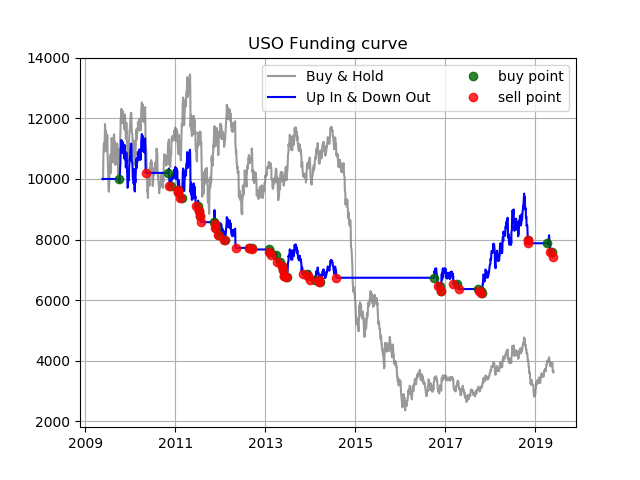 USO Funding curve
14000
12000
10000
8000
6000
4000
2000
Buy & Hold
Up In & Down Out
buy point
sell point
2009 2011 2013 2015 2017 2019